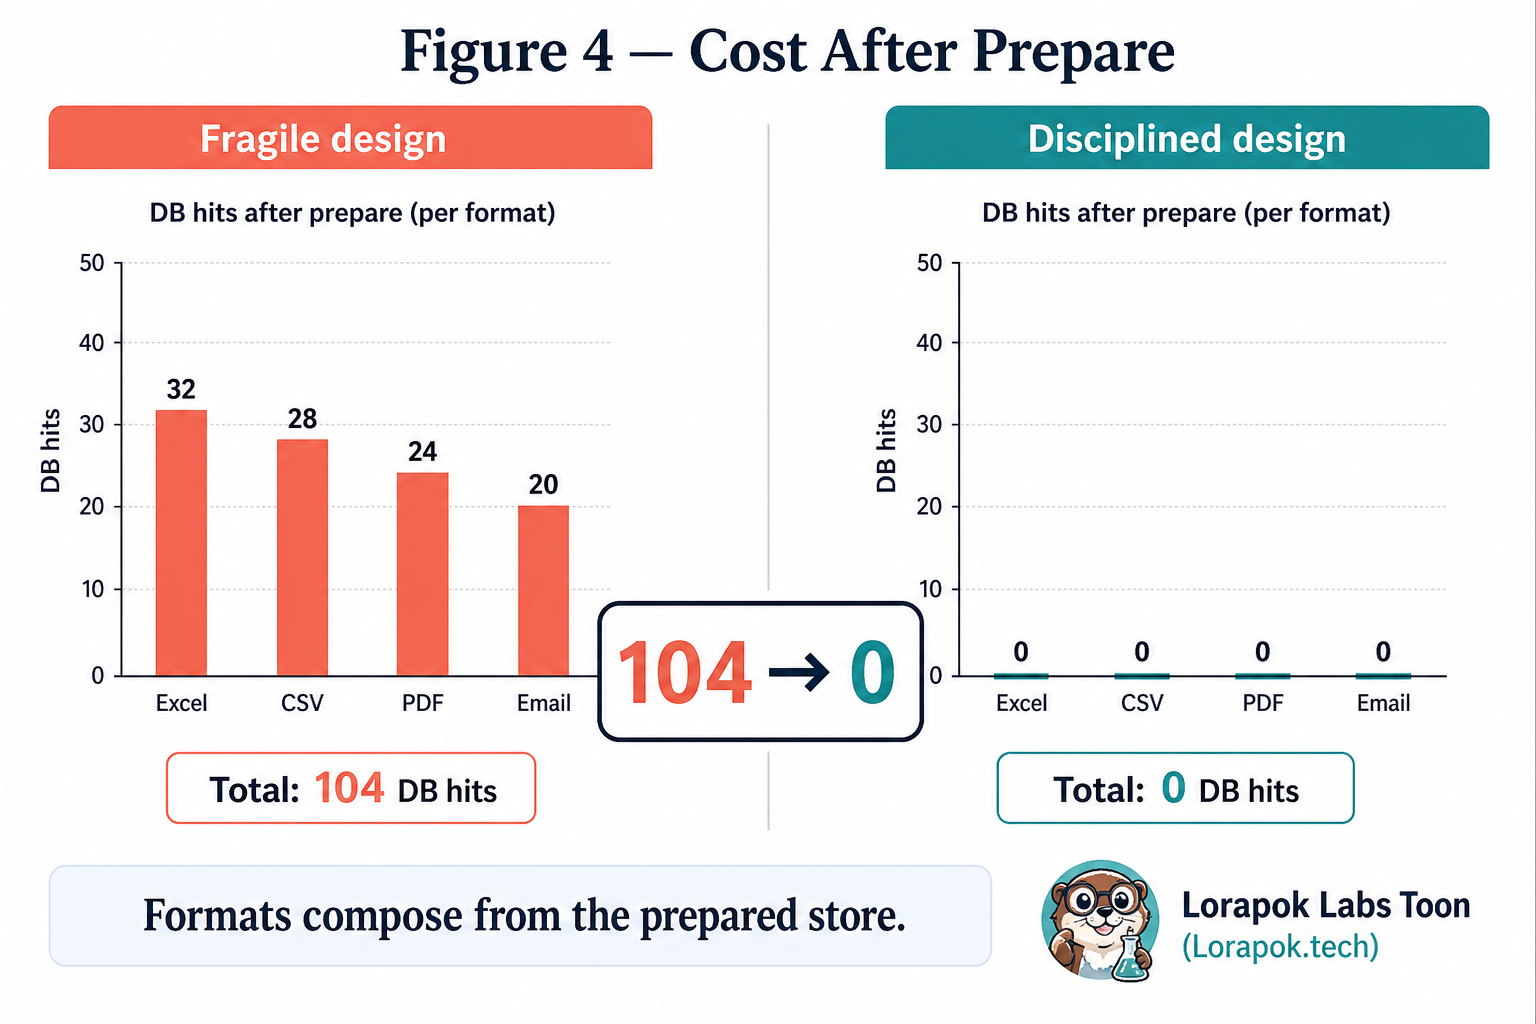 Figure 4 — Cost After Prepare
Fragile design
DB hits after prepare (per format)
DB hits
50
40
30
20
10
0
32
28
24
20
Excel
CSV
PDF
Email
Total: 104 DB hits
104 → 0
Disciplined design
DB hits after prepare (per format)
DB hits
50
40
30
20
10
0
0
0
0
0
Excel
CSV
PDF
Email
Total: 0 DB hits
Formats compose from the prepared store.
Lorapok Labs Toon
(Lorapok.tech)